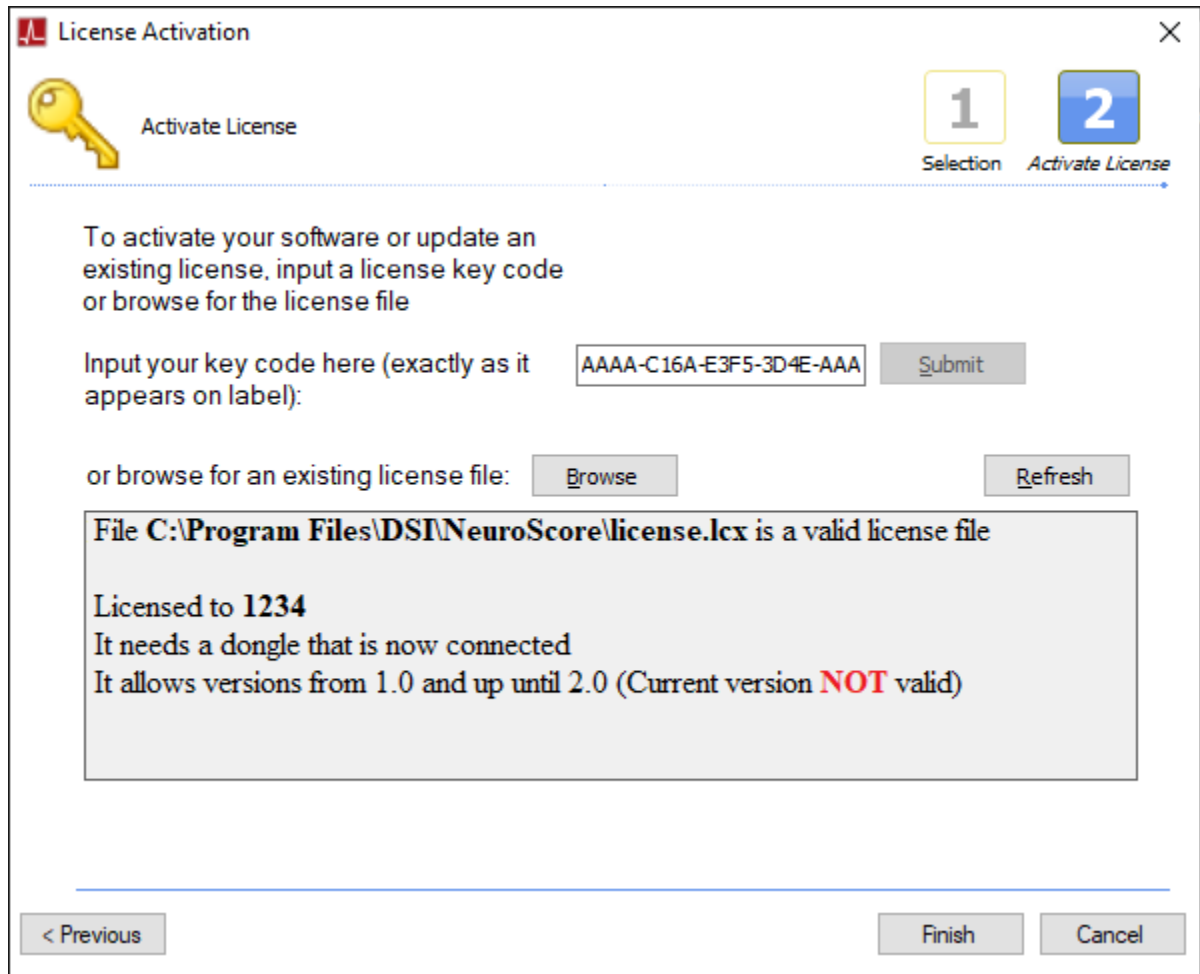 License Activation
1
2
Activate License
Selection
Activate License
To activate your software or update an
existing license, input a license key code
or browse for the license file
Input your key code here (exactly as it
appears on label):
AAAA-C16A-E3F5-3D4E-AAA
Submit
or browse for an existing license file:
Browse
Refresh
File C:\Program Files\DSI\NeuroScore\license.lcx is a valid license file
Licensed to 1234
It needs a dongle that is now connected
It allows versions from 1.0 and up until 2.0 (Current version NOT valid)
< Previous
Finish
Cancel